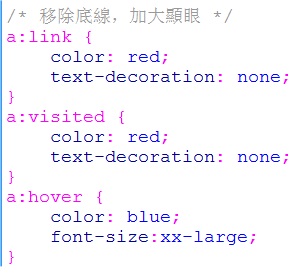 /* 移除底線，加大顯眼 */
a:link {
    color: red;
    text-decoration: none;
}
a:visited {
    color: red;
    text-decoration: none;
}
a:hover {
    color: blue;
    font-size:xx-large;
}